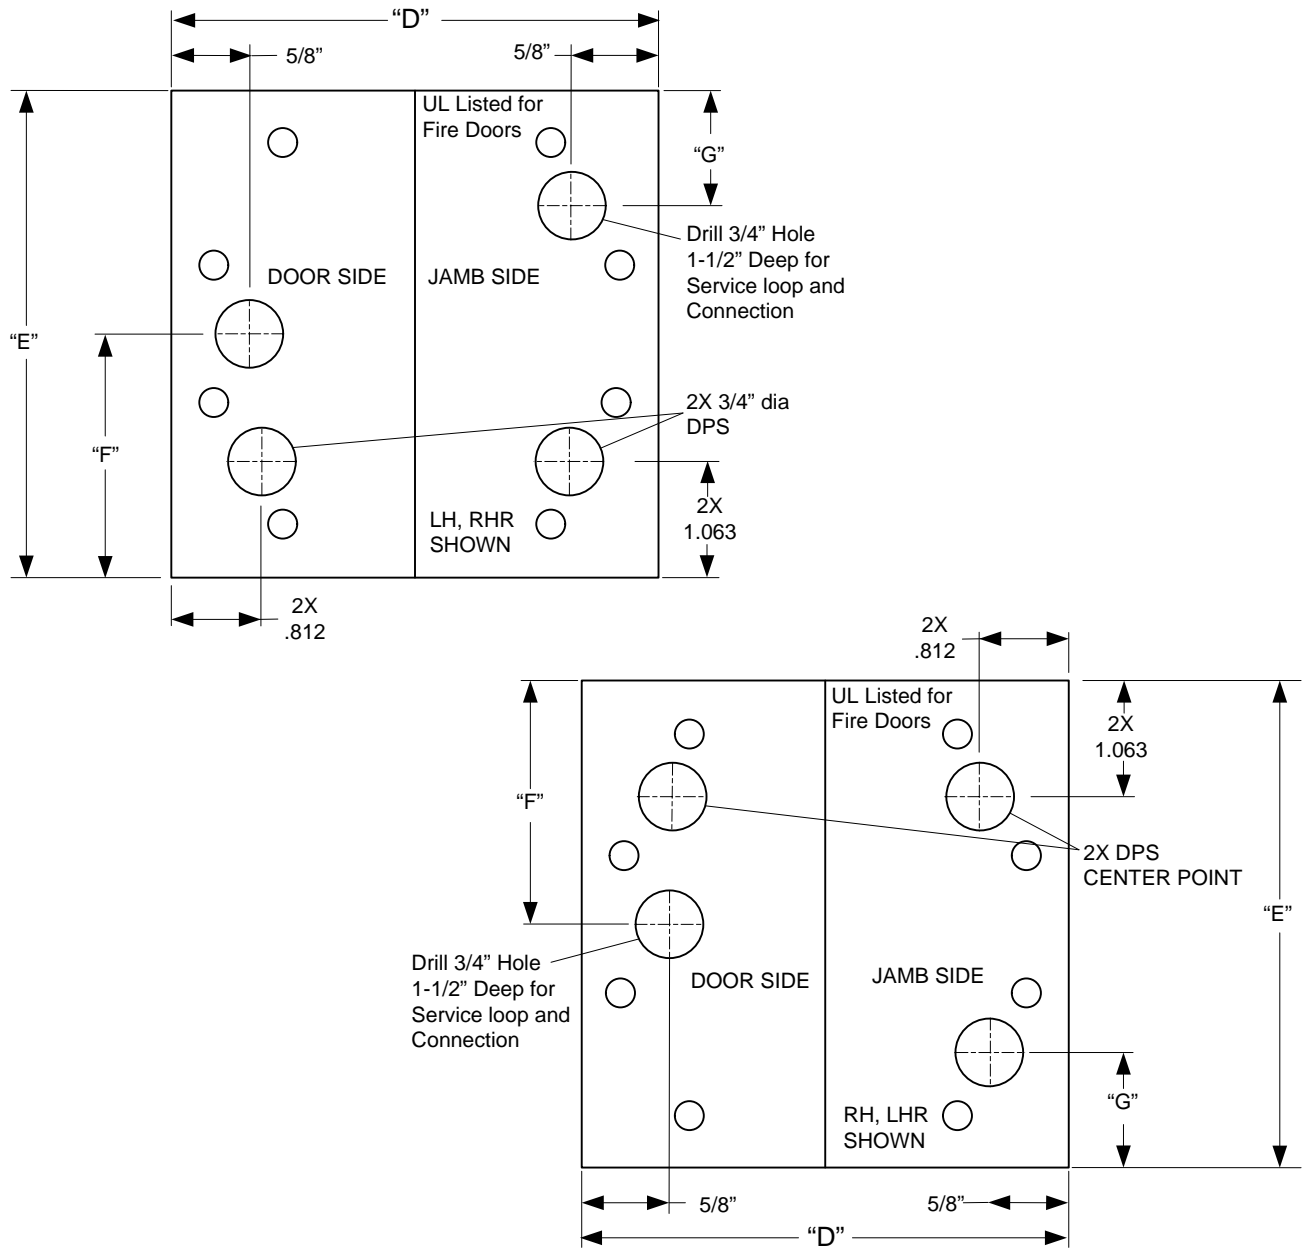 “D”
5/8”
5/8”
UL Listed for
Fire Doors
“G”
Drill 3/4” Hole
1-1/2” Deep for
Service loop and
Connection
DOOR SIDE
JAMB SIDE
“E”
“F”
2X 3/4” dia
DPS
2X
1.063
LH, RHR
SHOWN
2X
.812
2X
.812
UL Listed for
Fire Doors
2X
1.063
“F”
2X DPS
CENTER POINT
“E”
Drill 3/4” Hole
1-1/2” Deep for
Service loop and
Connection
DOOR SIDE
JAMB SIDE
“G”
RH, LHR
SHOWN
5/8”
5/8”
“D”